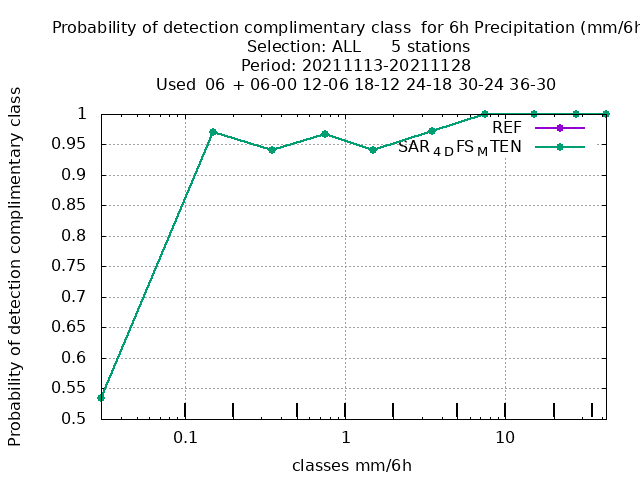 Probability of detection complimentary class  for 6h Precipitation (mm/6h
Selection: ALL      5 stations
Period: 20211113-20211128
Used  06 + 06-00 12-06 18-12 24-18 30-24 36-30
Probability of detection complimentary class
1
0.95
0.9
0.85
0.8
0.75
0.7
0.65
0.6
0.55
0.5
REF
SAR4DFSMTEN
0.1 1 10
classes mm/6h